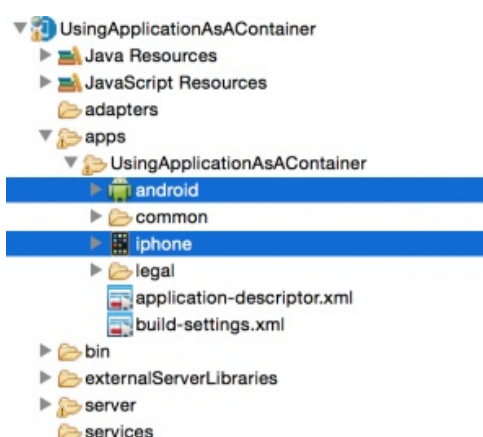 UsingApplicationAsAContainer
Java Resources
JavaScript Resources
adapters
apps
UsingApplicationAsAContainer
android
common
iphone
legal
application-descriptor.xml
build-settings.xml
bin
externalServerLibraries
server
services